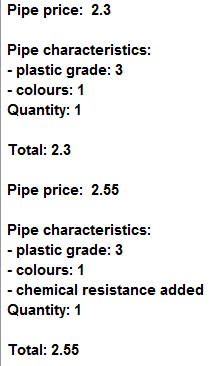 Pipe price:  2.3
Pipe characteristics:
- plastic grade: 3
- colours: 1
Quantity: 1
Total: 2.3
Pipe price:  2.55
Pipe characteristics:
- plastic grade: 3
- colours: 1
- chemical resistance added
Quantity: 1
Total: 2.55